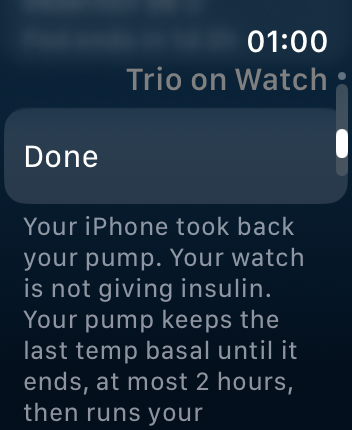 01:00
Trio on Watch
Done
Your iPhone took back
your pump. Your watch
is not giving insulin.
Your pump keeps the
last temp basal until it
ends, at most 2 hours,
then runs your